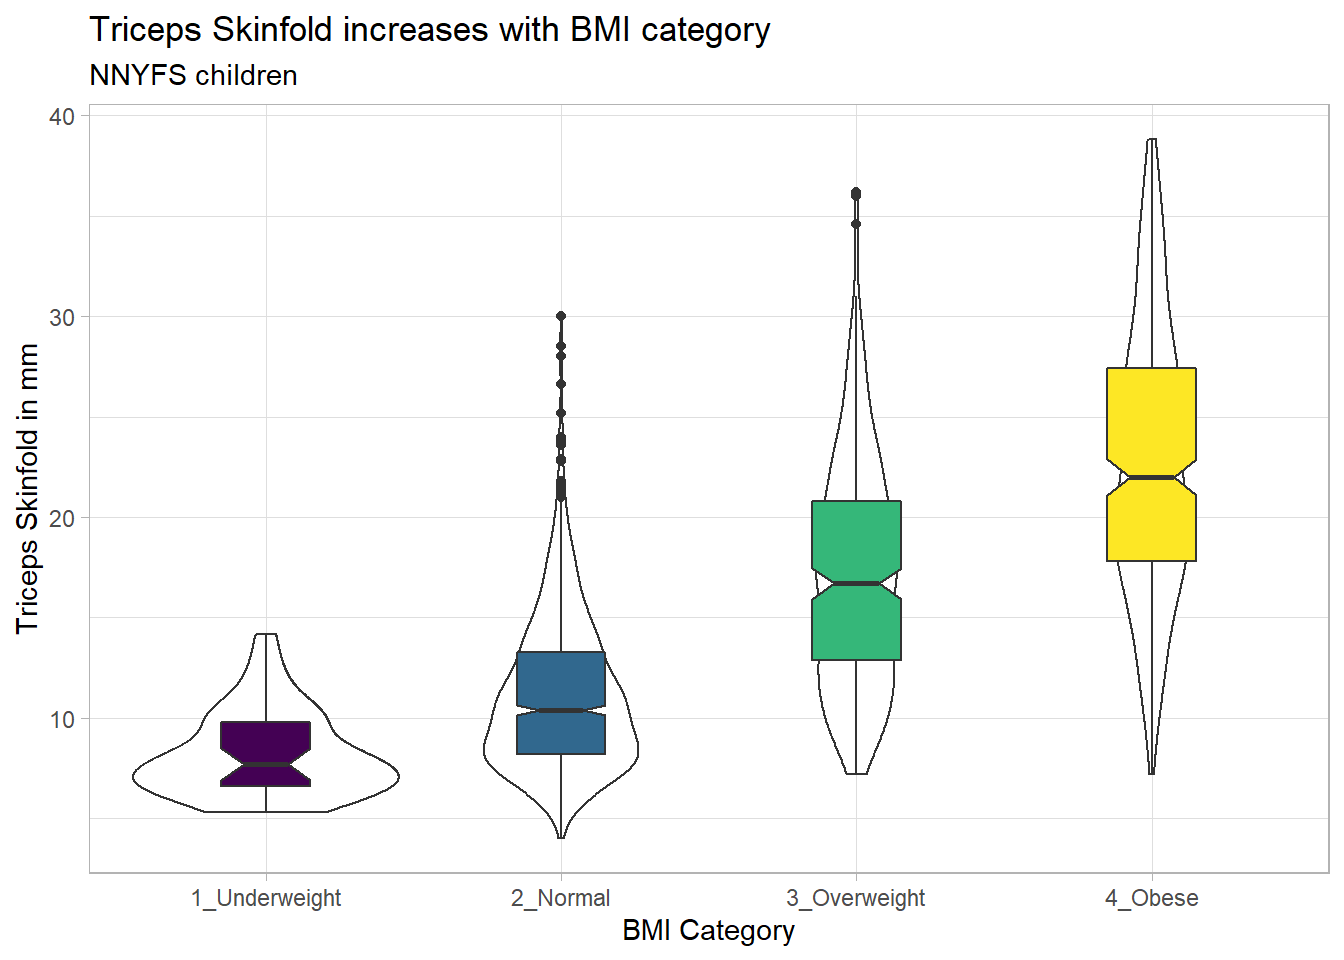 Triceps Skinfold increases with BMI category
NNYFS children
Triceps Skinfold in mm
40
30
20
10
1_Underweight 2_Normal 3_Overweight 4_Obese
BMI Category